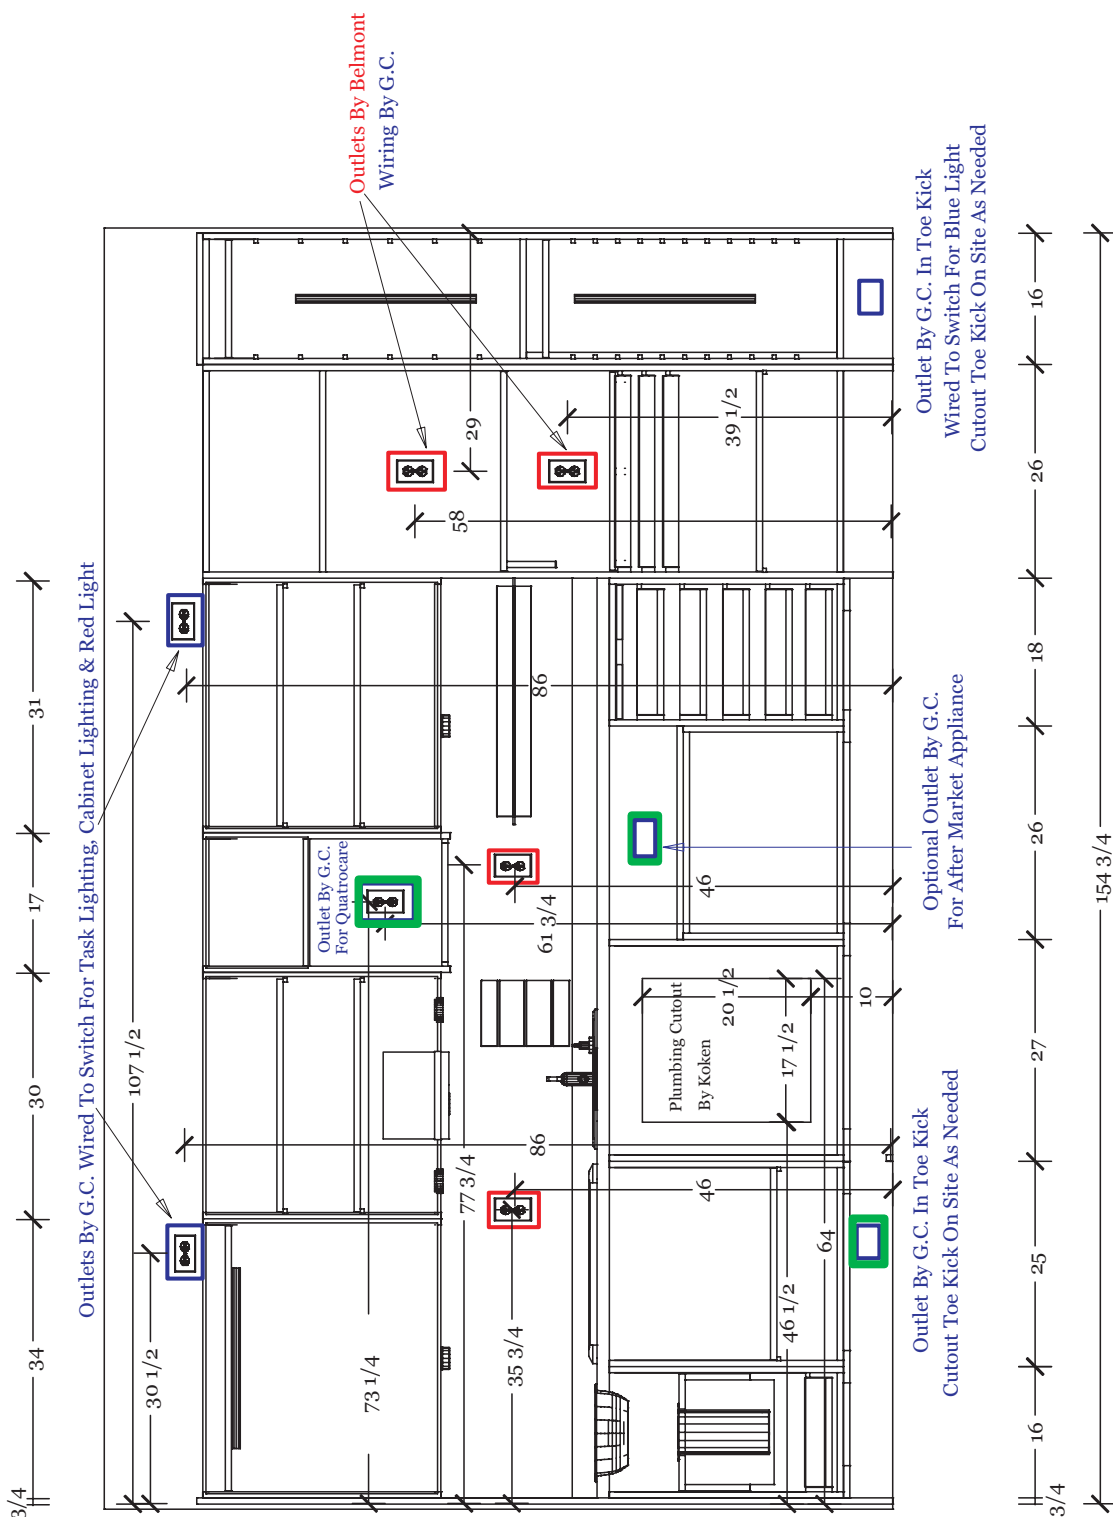 Outlets By Belmont
Wiring By G.C.
Outlets By G.C. Wired To Switch For Task Lighting, Cabinet Lighting & Red Light
3/4
34
30
17
31
30 1/2
107 1/2
86
86
73 1/4
77 3/4
35 3/4
Outlet By G.C.
For Quatrocare
61 3/4
46
46
58
29
39 1/2
Plumbing Cutout
By Koken
20 1/2
17 1/2
10
46 1/2
64
Outlet By G.C. In Toe Kick
Cutout Toe Kick On Site As Needed
Optional Outlet By G.C.
For After Market Appliance
Outlet By G.C. In Toe Kick
Wired To Switch For Blue Light
Cutout Toe Kick On Site As Needed
3/4
16
25
27
26
18
26
16
154 3/4